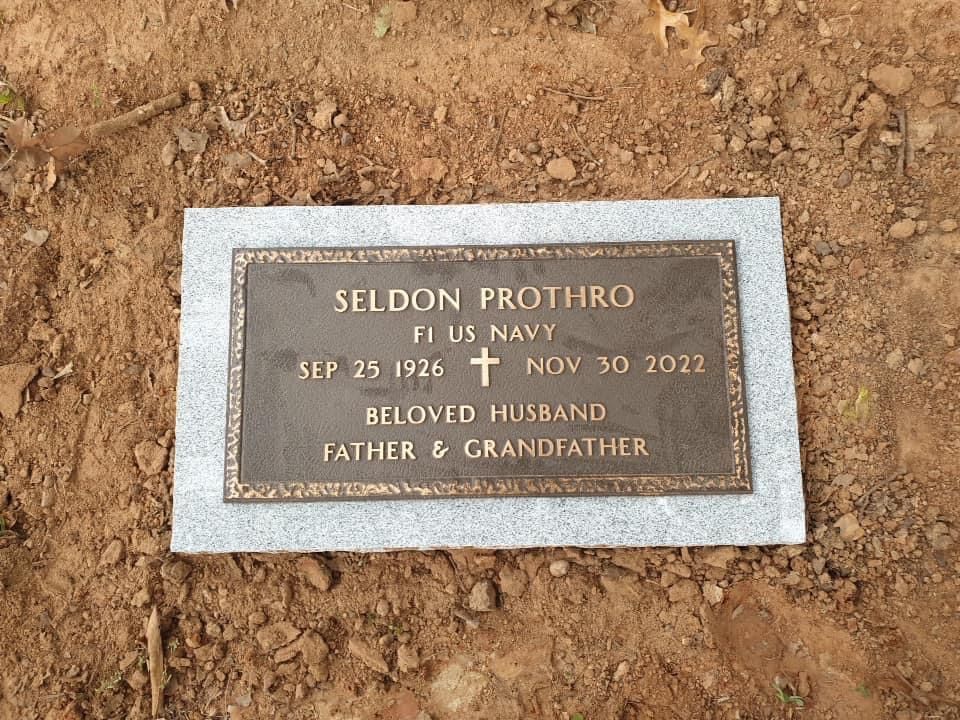 SELDON PROTHRO
F1 US NAVY
SEP 25 1926 NOV 30 2022
BELOVED HUSBAND
FATHER & GRANDFATHER